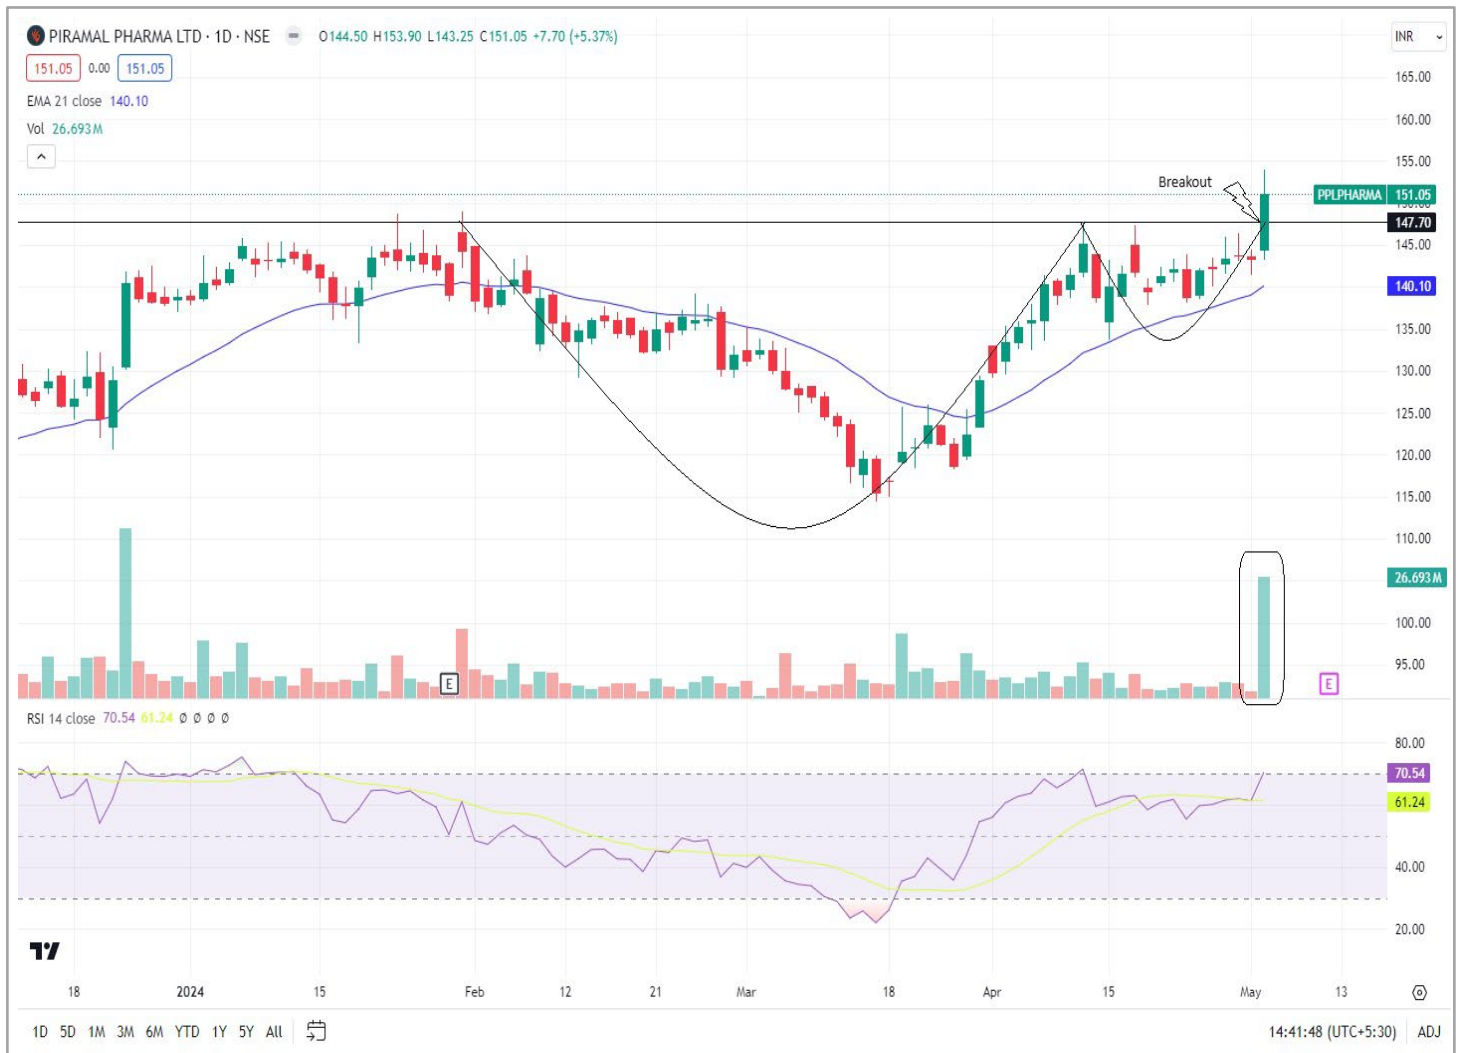 PIRAMAL PHARMA LTD · 1D · NSE O144.50 H153.90 L143.25 C151.05 +7.70 (+5.37%)
INR
151.05 0.00 151.05
EMA 21 close 140.10
Vol 26.693M
165.00
160.00
155.00
Breakout
PPLPHARMA 151.05
150.00
147.70
145.00
140.10
135.00
130.00
125.00
120.00
115.00
110.00
26.693M
100.00
95.00
E E
RSI 14 close 70.54 61.24 Ø Ø Ø Ø
80.00
70.54
61.24
40.00
20.00
18 2024 15 Feb 12 21 Mar 18 Apr 15 May 13
1D 5D 1M 3M 6M YTD 1Y 5Y All 14:41:48 (UTC+5:30) ADJ